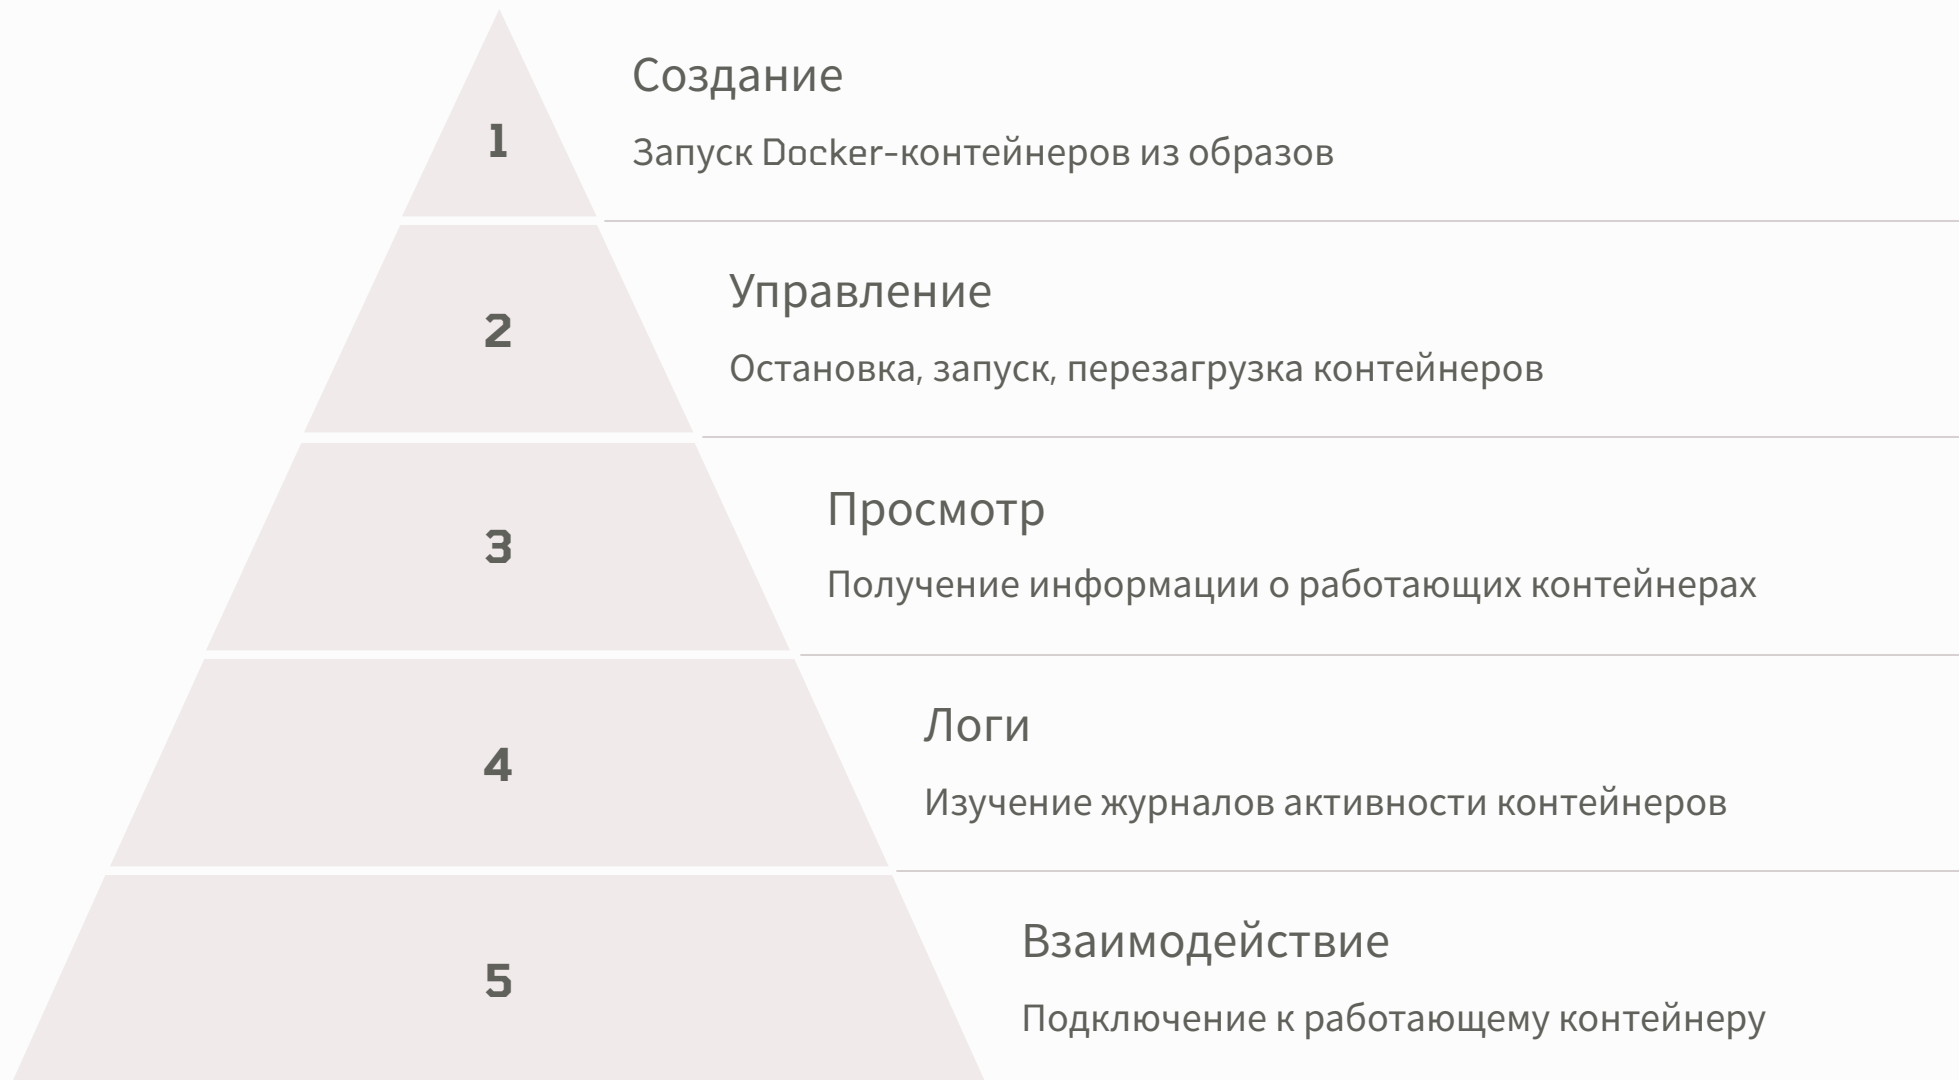 1
Создание
Запуск Docker-контейнеров из образов
2
Управление
Остановка, запуск, перезагрузка контейнеров
3
Просмотр
Получение информации о работающих контейнерах
4
Логи
Изучение журналов активности контейнеров
5
Взаимодействие
Подключение к работающему контейнеру